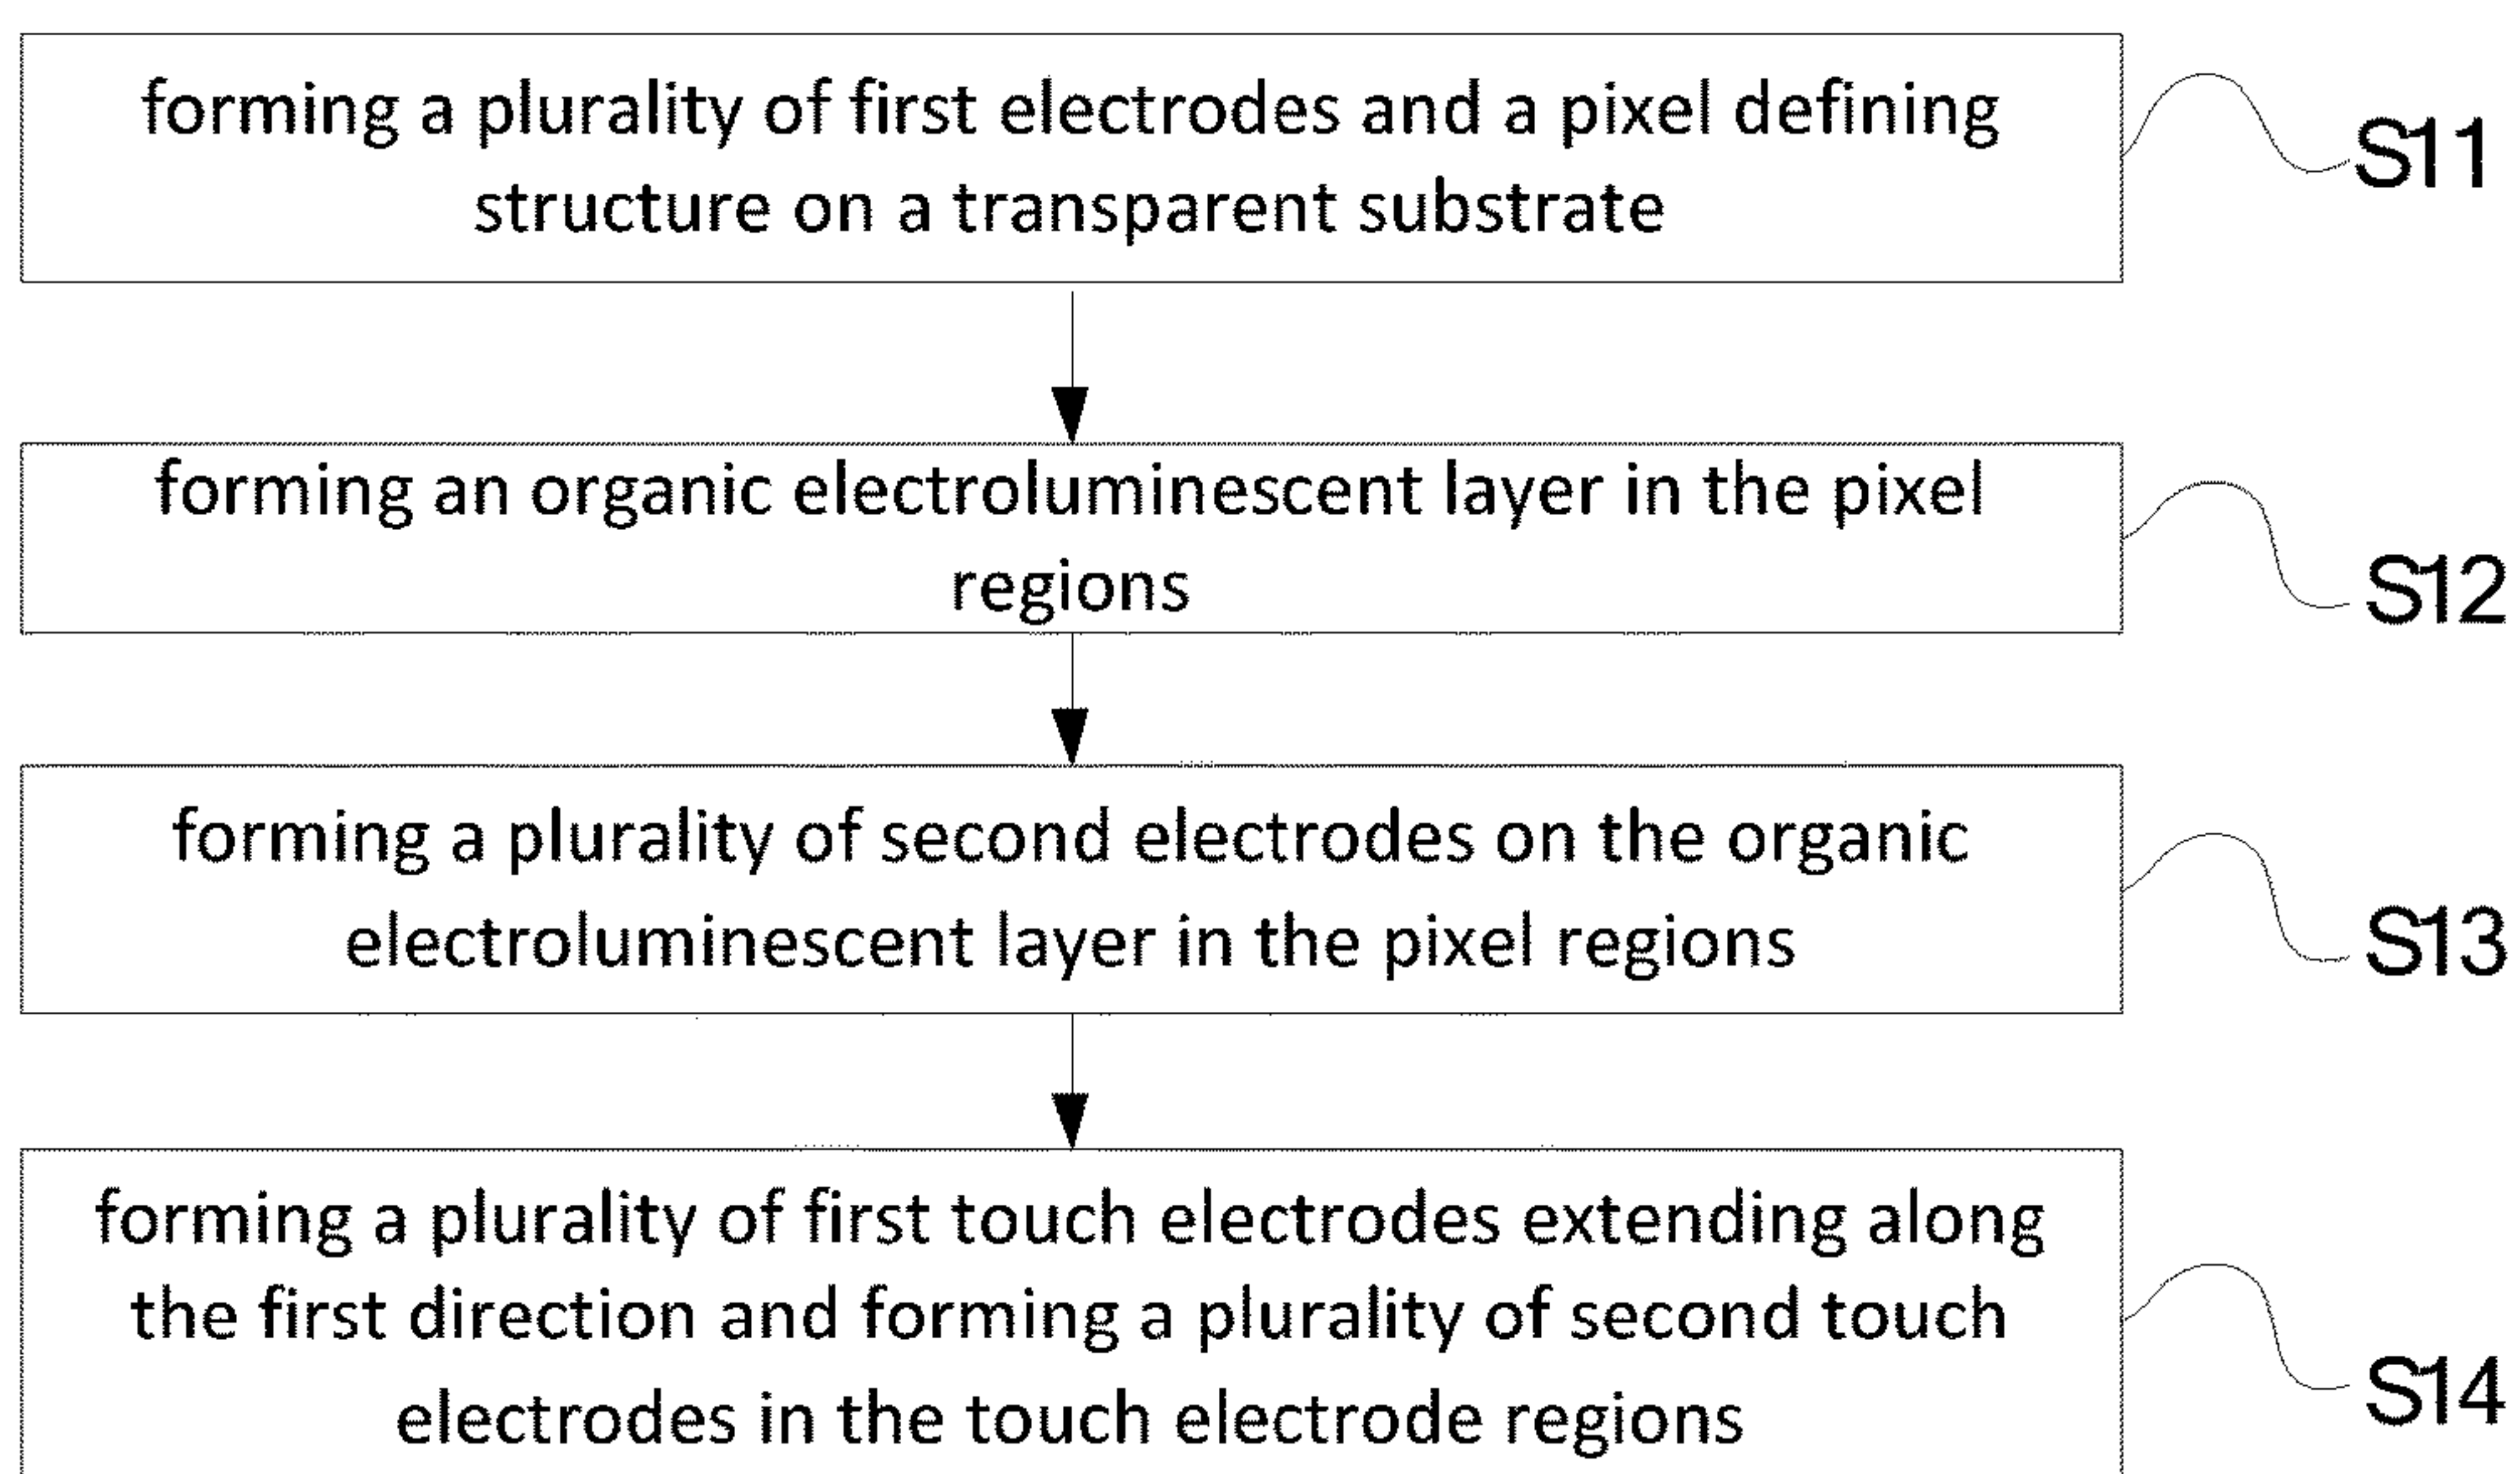 forming a plurality of first electrodes and a pixel defining
structure on a transparent substrate
S11
forming an organic electroluminescent layer in the pixel
regions
S12
forming a plurality of second electrodes on the organic
electroluminescent layer in the pixel regions
S13
forming a plurality of first touch electrodes extending along
the first direction and forming a plurality of second touch
electrodes in the touch electrode regions
S14